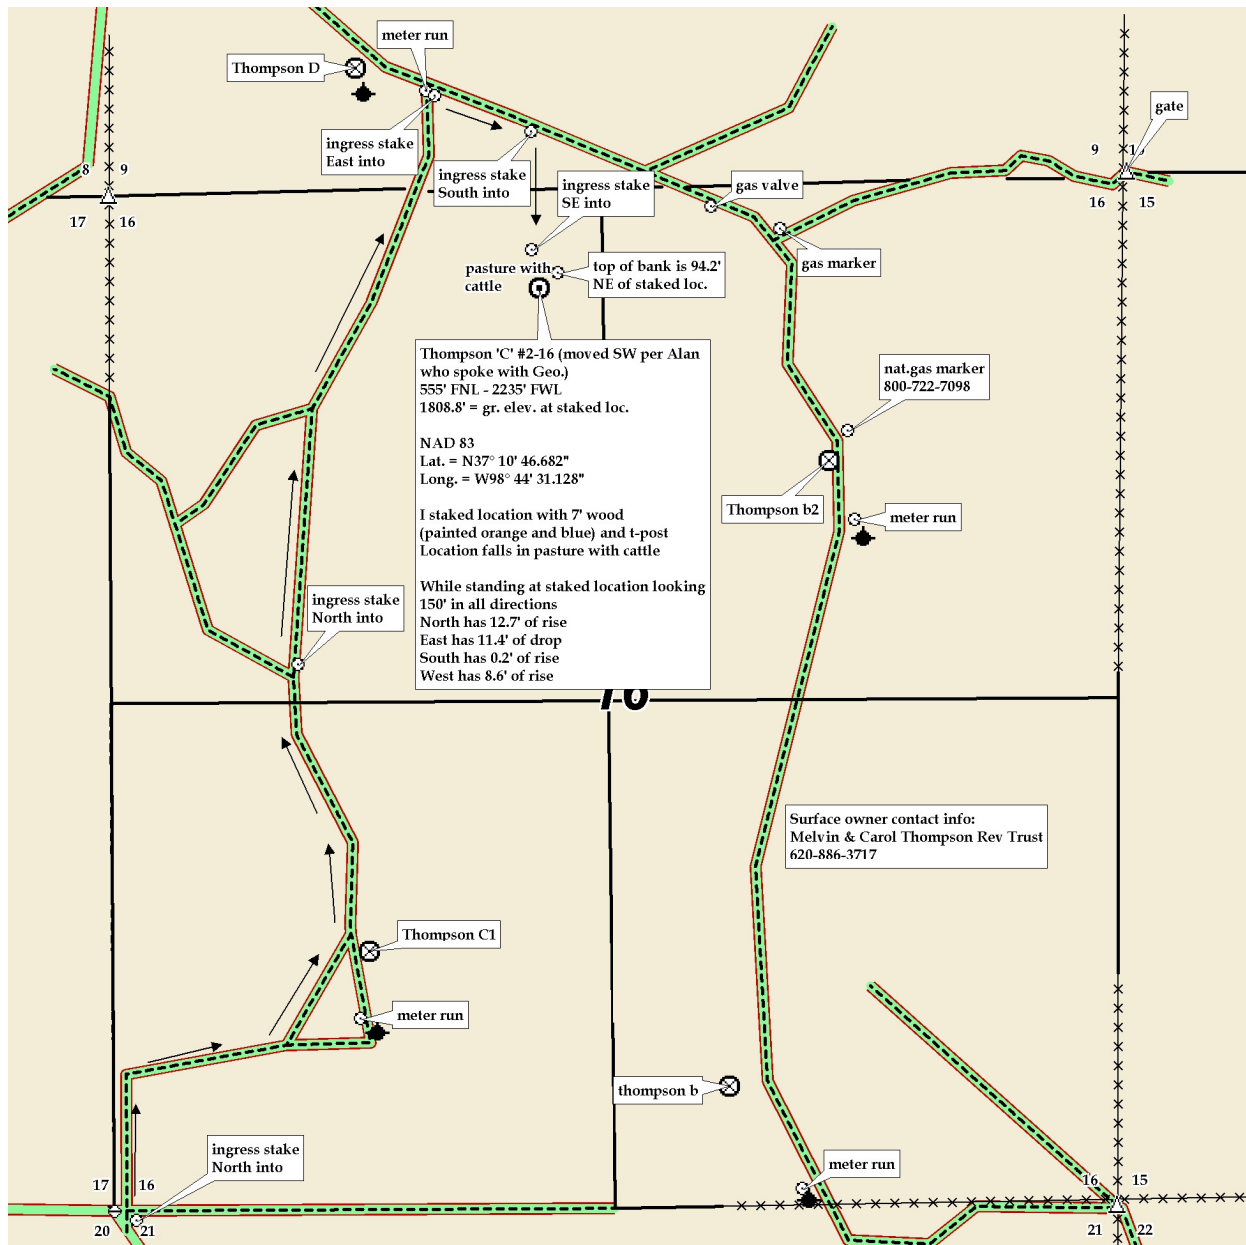 meter run
Thompson D
gate
ingress stake
East into
ingress stake
South into
ingress stake
SE into
gas valve
8
9
17
16
9
16
15
gas marker
pasture with
cattle
top of bank is 94.2'
NE of staked loc.
Thompson 'C' #2-16 (moved SW per Alan
who spoke with Geo.)
555' FNL - 2235' FWL
1808.8' = gr. elev. at staked loc.
NAD 83
Lat. = N37° 10' 46.682"
Long. = W98° 44' 31.128"
I staked location with 7' wood
(painted orange and blue) and t-post
Location falls in pasture with cattle
While standing at staked location looking
150' in all directions
North has 12.7' of rise
East has 11.4' of drop
South has 0.2' of rise
West has 8.6' of rise
nat.gas marker
800-722-7098
Thompson b2
meter run
ingress stake
North into
Surface owner contact info:
Melvin & Carol Thompson Rev Trust
620-886-3717
Thompson C1
meter run
thompson b
ingress stake
North into
meter run
17
16
20
21
16
15
21
22